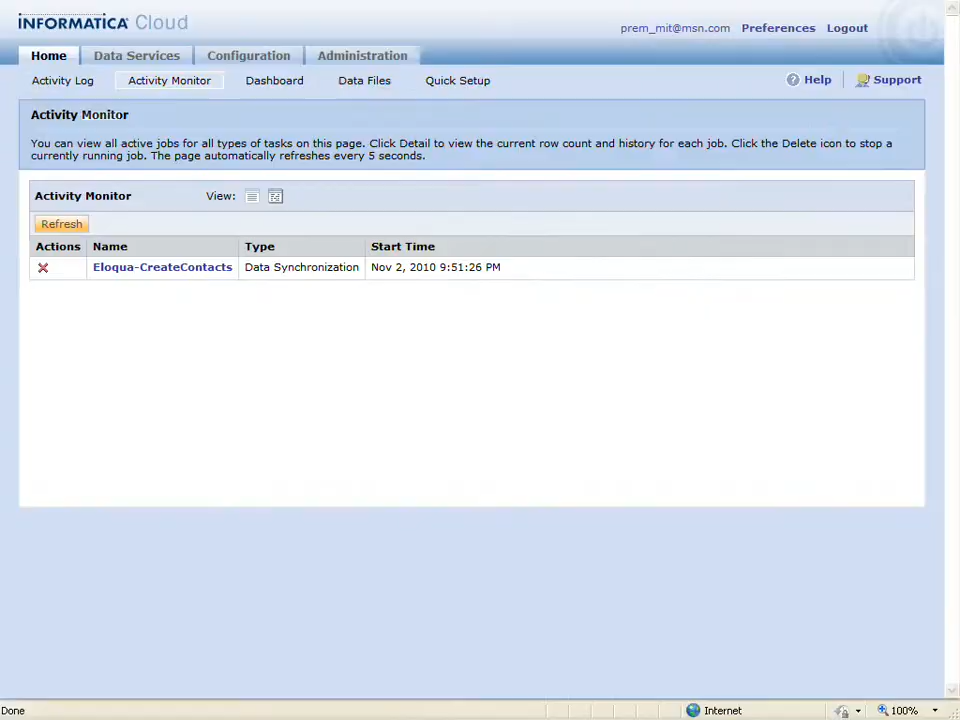 INFORMATICA Cloud
prem_mit@msn.com Preferences Logout
Home Data Services Configuration Administration
Activity Log Activity Monitor Dashboard Data Files Quick Setup Help Support
Activity Monitor
You can view all active jobs for all types of tasks on this page. Click Detail to view the current row count and history for each job. Click the Delete icon to stop a
currently running job. The page automatically refreshes every 5 seconds.
Activity Monitor View:
Refresh
Actions Name Type Start Time
Eloqua-CreateContacts Data Synchronization Nov 2, 2010 9:51:26 PM
Done Internet 100%